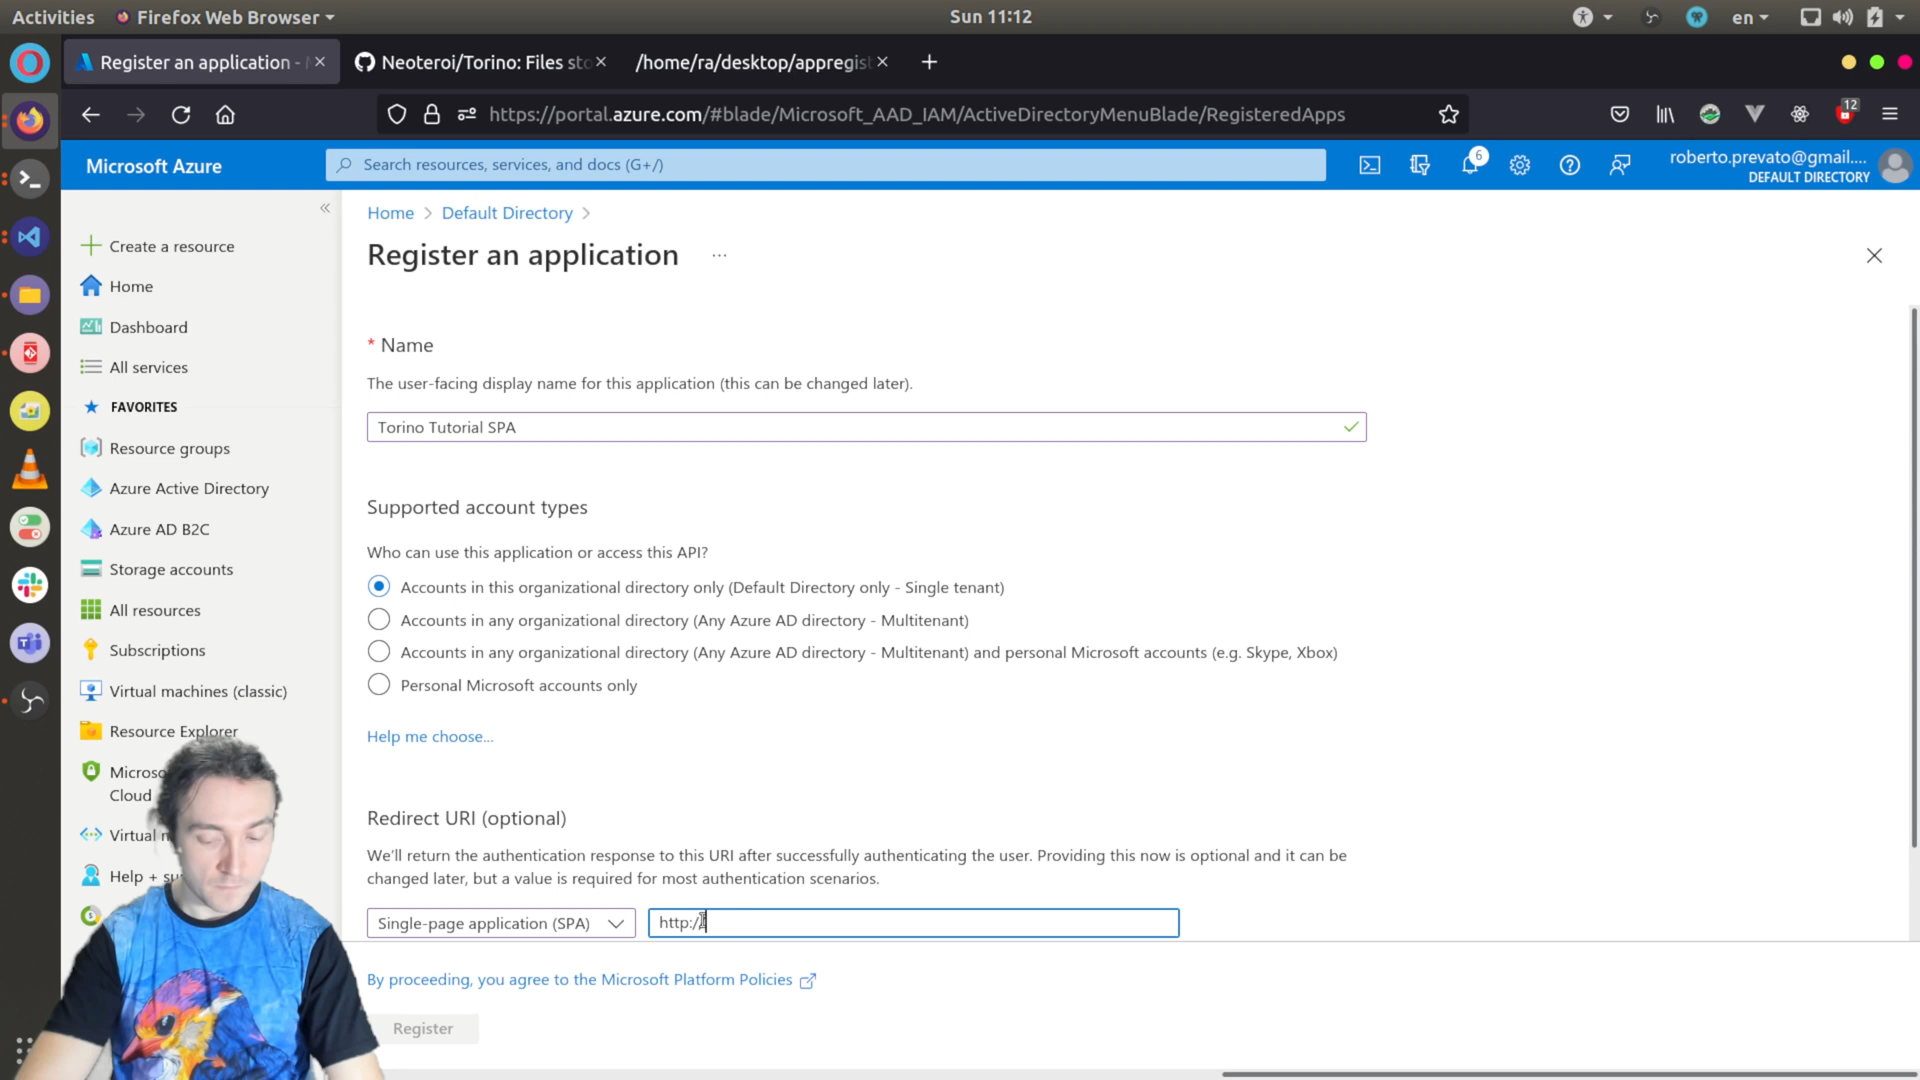 Activities Firefox Web Browser Sun 11:12 en
Register an application - Neoteroi/Torino: Files sto /home/ra/desktop/appregist
https://portal.azure.com/#blade/Microsoft_AAD_IAM/ActiveDirectoryMenuBlade/RegisteredApps 12
Microsoft Azure Search resources, services, and docs (G+/) 6 roberto.prevato@gmail....
DEFAULT DIRECTORY
Home > Default Directory >
Register an application ...
Create a resource
Home
Dashboard
All services
FAVORITES
Resource groups
Azure Active Directory
Azure AD B2C
Storage accounts
All resources
Subscriptions
Virtual machines (classic)
Resource Explorer
Cloud
Help +
* Name
The user-facing display name for this application (this can be changed later).
Torino Tutorial SPA
Supported account types
Who can use this application or access this API?
Accounts in this organizational directory only (Default Directory only - Single tenant)
Accounts in any organizational directory (Any Azure AD directory - Multitenant)
Accounts in any organizational directory (Any Azure AD directory - Multitenant) and personal Microsoft accounts (e.g. Skype, Xbox)
Personal Microsoft accounts only
Help me choose...
Redirect URI (optional)
We'll return the authentication response to this URI after successfully authenticating the user. Providing this now is optional and it can be
changed later, but a value is required for most authentication scenarios.
Single-page application (SPA) http://
By proceeding, you agree to the Microsoft Platform Policies
Register